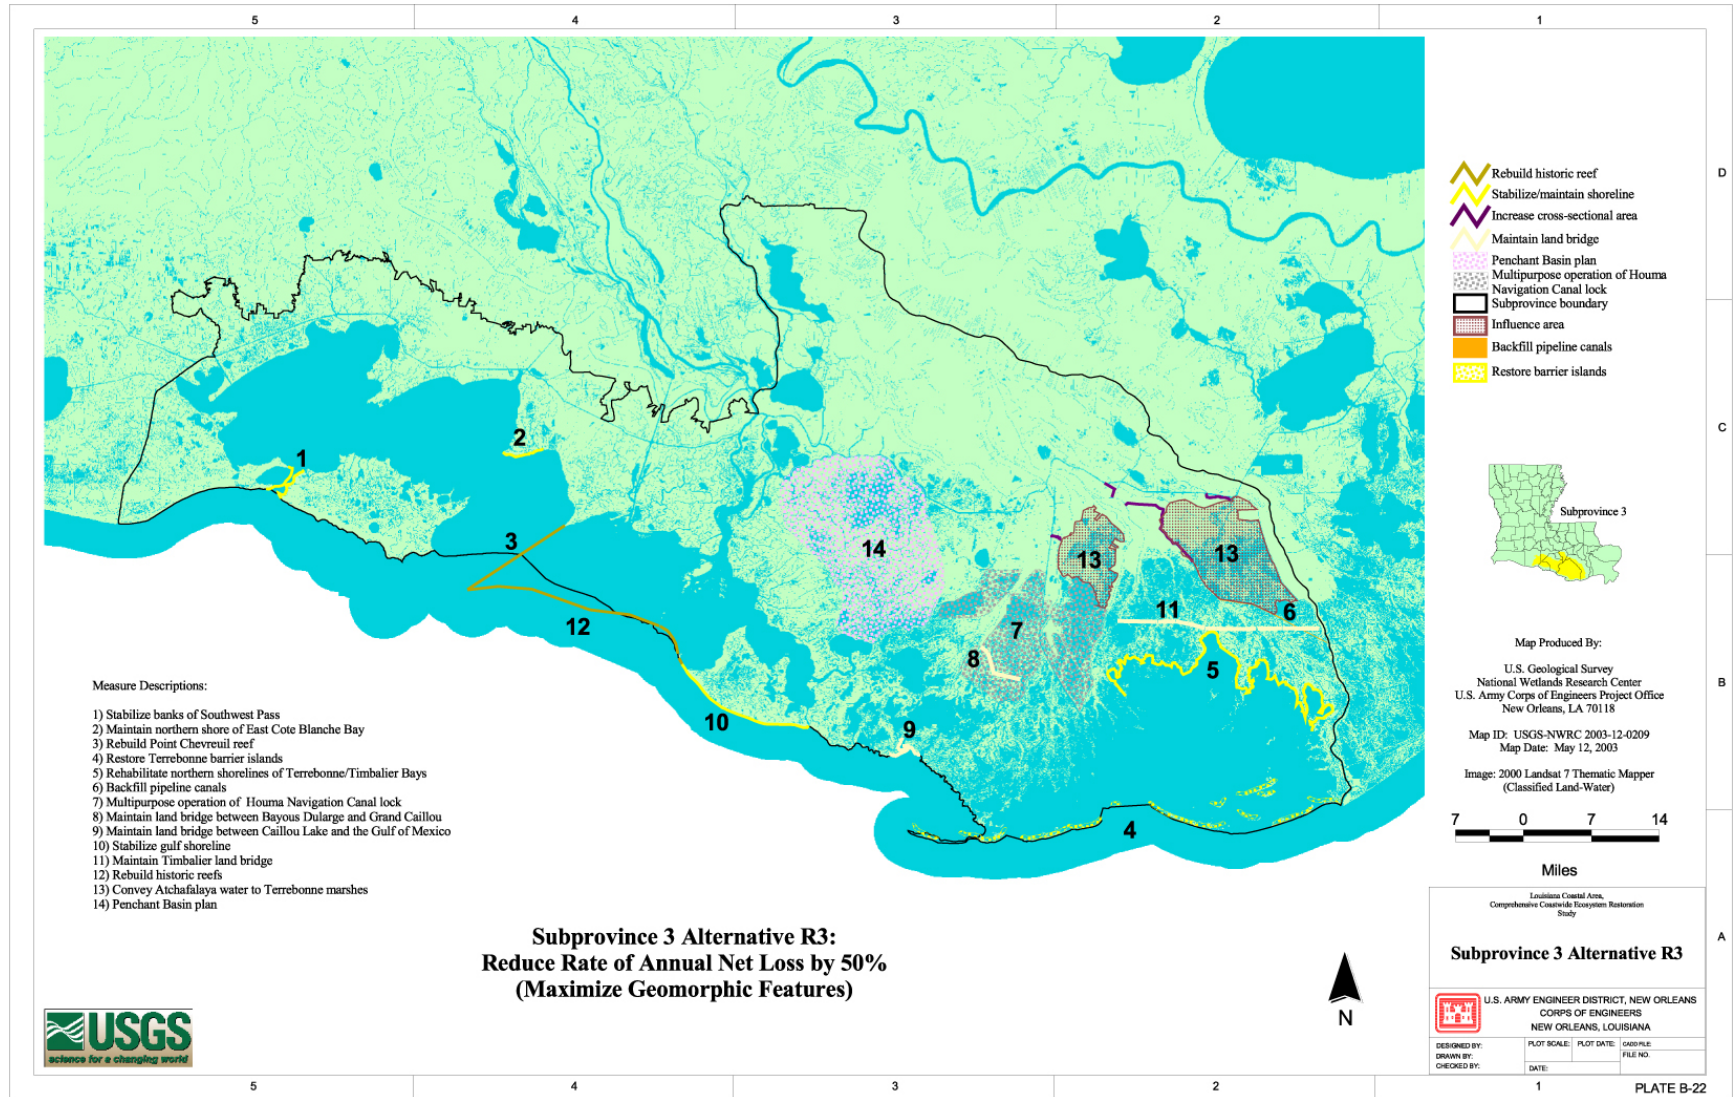 5 4 3 2 1
D
C
B
A
Rebuild historic reef
Stabilize/maintain shoreline
Increase cross-sectional area
Maintain land bridge
Penchant Basin plan
Multipurpose operation of Houma
Navigation Canal lock
Subprovince boundary
Influence area
Backfill pipeline canals
Restore barrier islands
1
2
3
12
10
14
13
13
11
6
7
8
5
9
4
Subprovince 3
Map Produced By:
U.S. Geological Survey
National Wetlands Research Center
U.S. Army Corps of Engineers Project Office
New Orleans, LA 70118
Map ID: USGS-NWRC 2003-12-0209
Map Date: May 12, 2003
Image: 2000 Landsat 7 Thematic Mapper
(Classified Land-Water)
7 0 7 14
Miles
Measure Descriptions:
1) Stabilize banks of Southwest Pass
2) Maintain northern shore of East Cote Blanche Bay
3) Rebuild Point Chevreuil reef
4) Restore Terrebonne barrier islands
5) Rehabilitate northern shorelines of Terrebonne/Timbalier Bays
6) Backfill pipeline canals
7) Multipurpose operation of Houma Navigation Canal lock
8) Maintain land bridge between Bayous Dularge and Grand Caillou
9) Maintain land bridge between Caillou Lake and the Gulf of Mexico
10) Stabilize gulf shoreline
11) Maintain Timbalier land bridge
12) Rebuild historic reefs
13) Convey Atchafalaya water to Terrebonne marshes
14) Penchant Basin plan
Subprovince 3 Alternative R3:
Reduce Rate of Annual Net Loss by 50%
(Maximize Geomorphic Features)
N
USGS
science for a changing world
Louisiana Coastal Area,
Comprehensive Coastwide Ecosystem Restoration
Study
Subprovince 3 Alternative R3
U.S. ARMY ENGINEER DISTRICT, NEW ORLEANS
CORPS OF ENGINEERS
NEW ORLEANS, LOUISIANA
DESIGNED BY:
DRAWN BY:
CHECKED BY:
PLOT SCALE: PLOT DATE: CADD FILE:
FILE NO.
DATE:
5 4 3 2 1
PLATE B-22